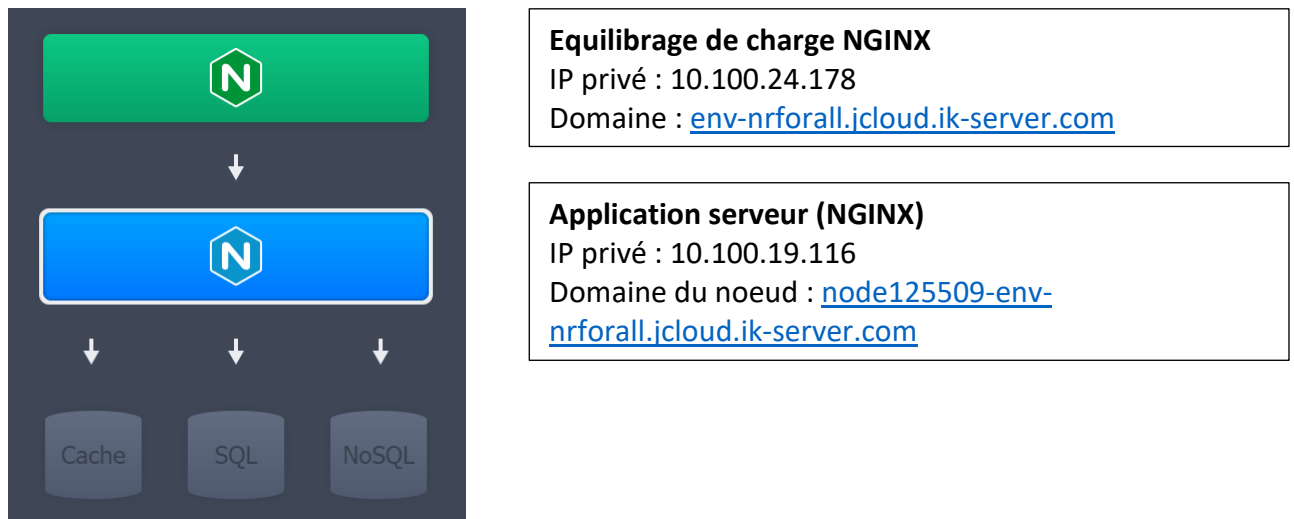 Equilibrage de charge NGINX
IP privé : 10.100.24.178
Domaine : env-nrforall.jcloud.ik-server.com
Application serveur (NGINX)
IP privé : 10.100.19.116
Domaine du noeud : node125509-env-
nrforall.jcloud.ik-server.com
N
N
Cache SQL NoSQL